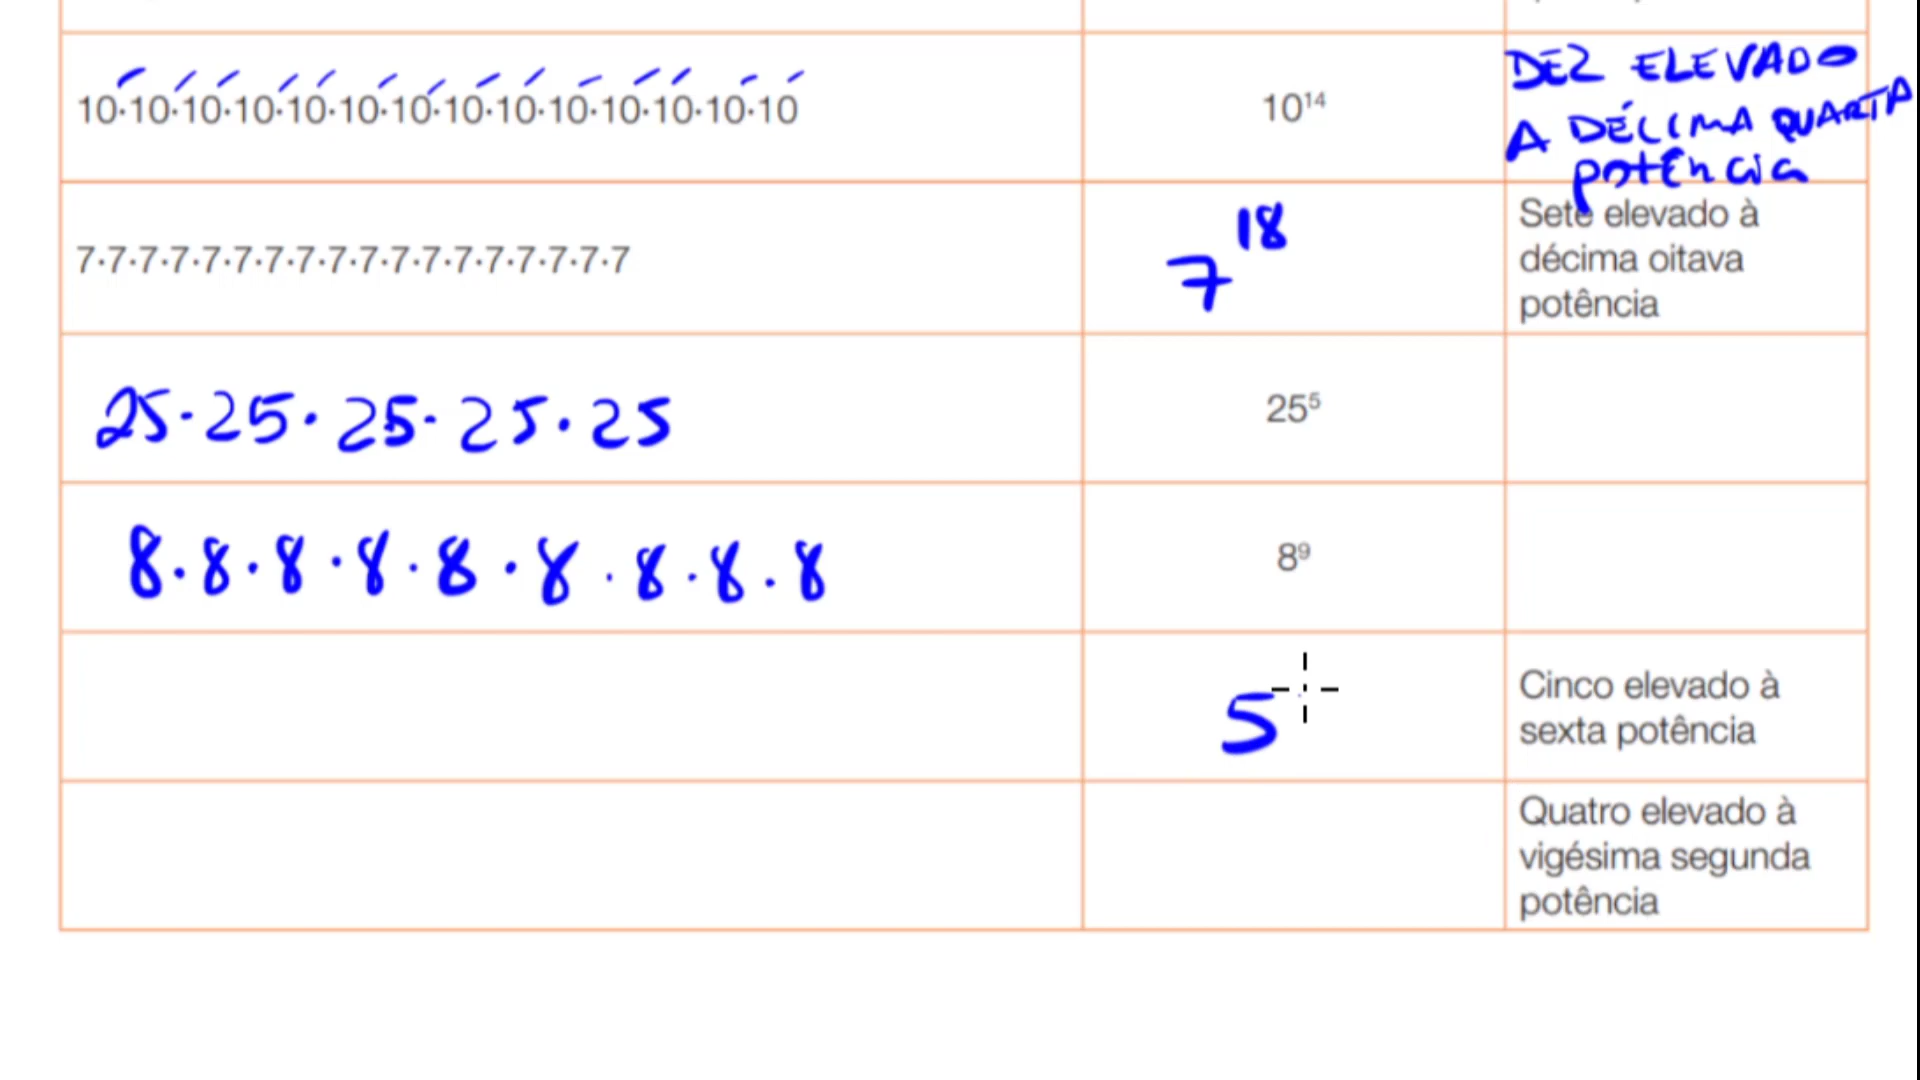 10·10·10·10·10·10·10·10·10·10·10·10·10·10
10¹⁴
DEZ ELEVADO
A DÉCIMA QUARTA
potência
7·7·7·7·7·7·7·7·7·7·7·7·7·7·7·7·7·7
7¹⁸
Sete elevado à
décima oitava
potência
25·25·25·25·25
25⁵
8·8·8·8·8·8·8·8·8
8⁹
5
Cinco elevado à
sexta potência
Quatro elevado à
vigésima segunda
potência